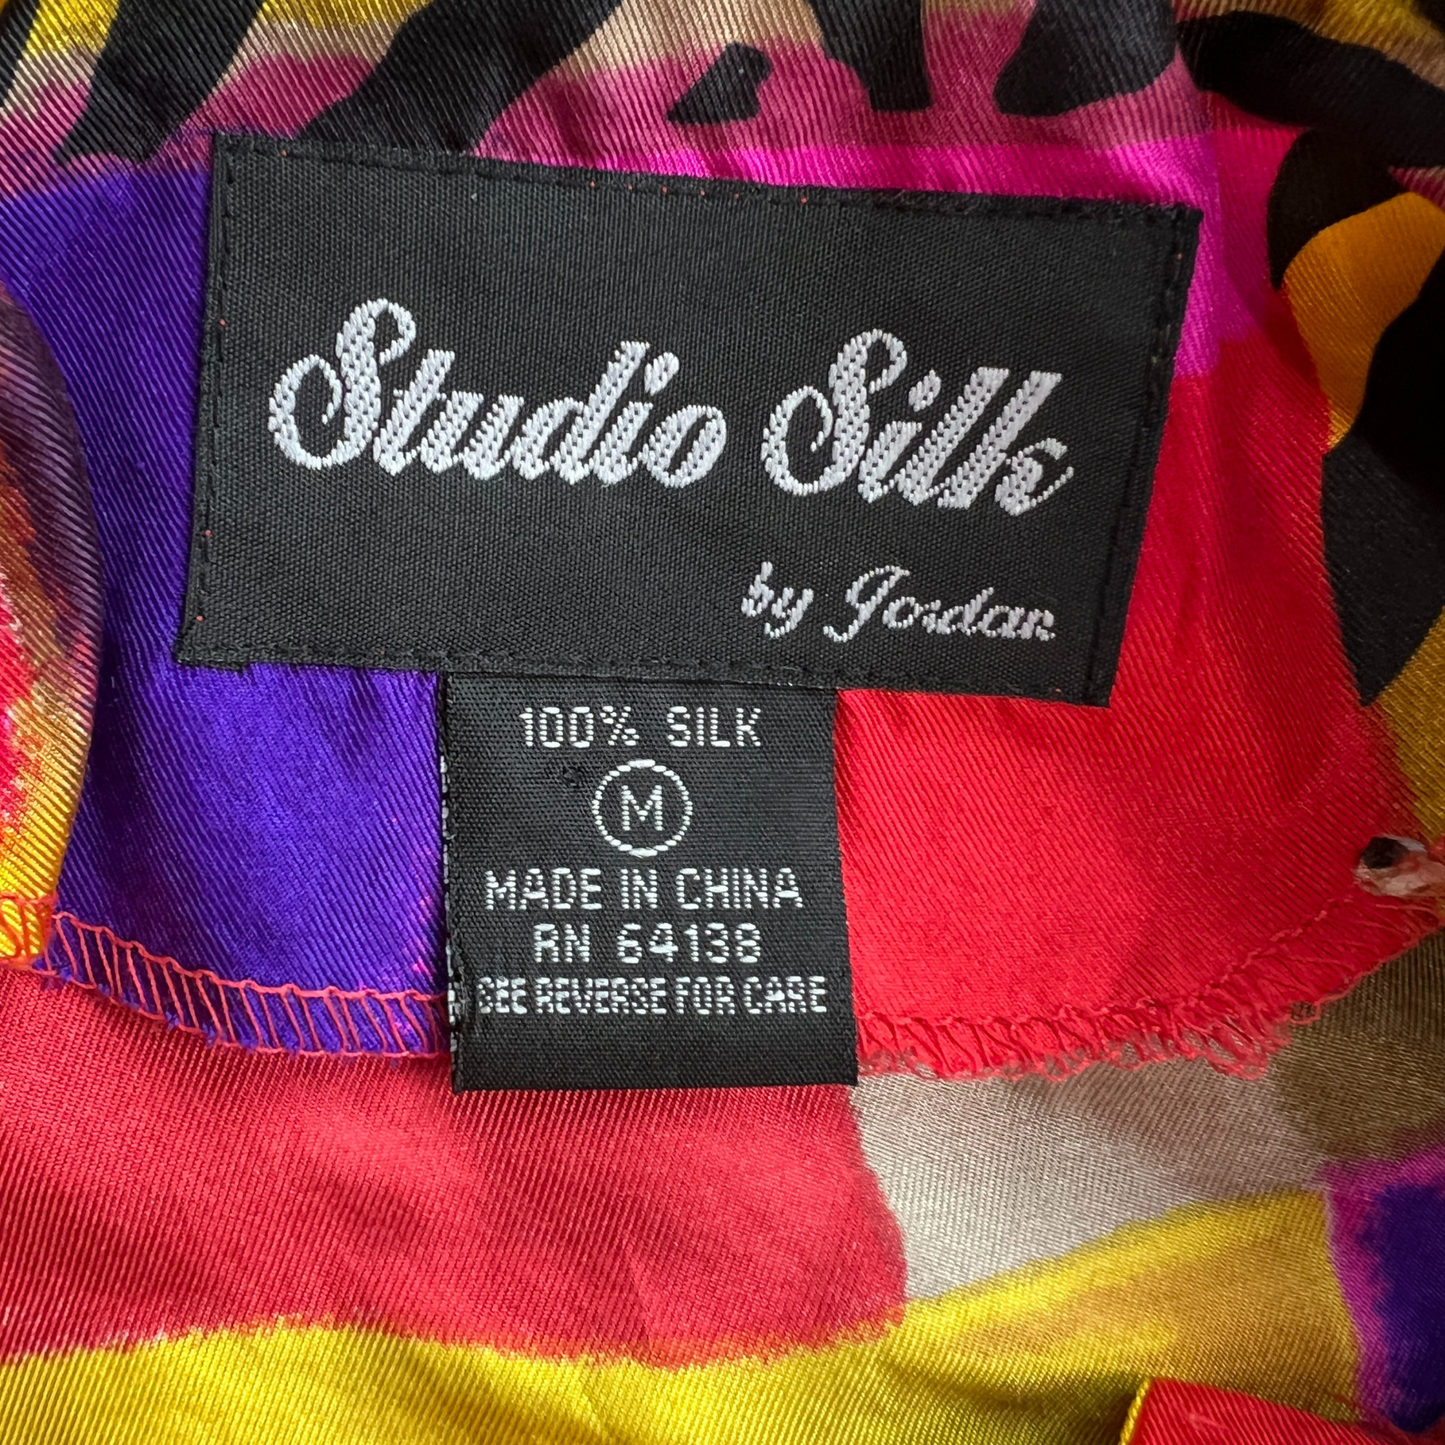 Studio Silk
by Jordan
100% SILK
M
MADE IN CHINA
RN 64138
SEE REVERSE FOR CARE